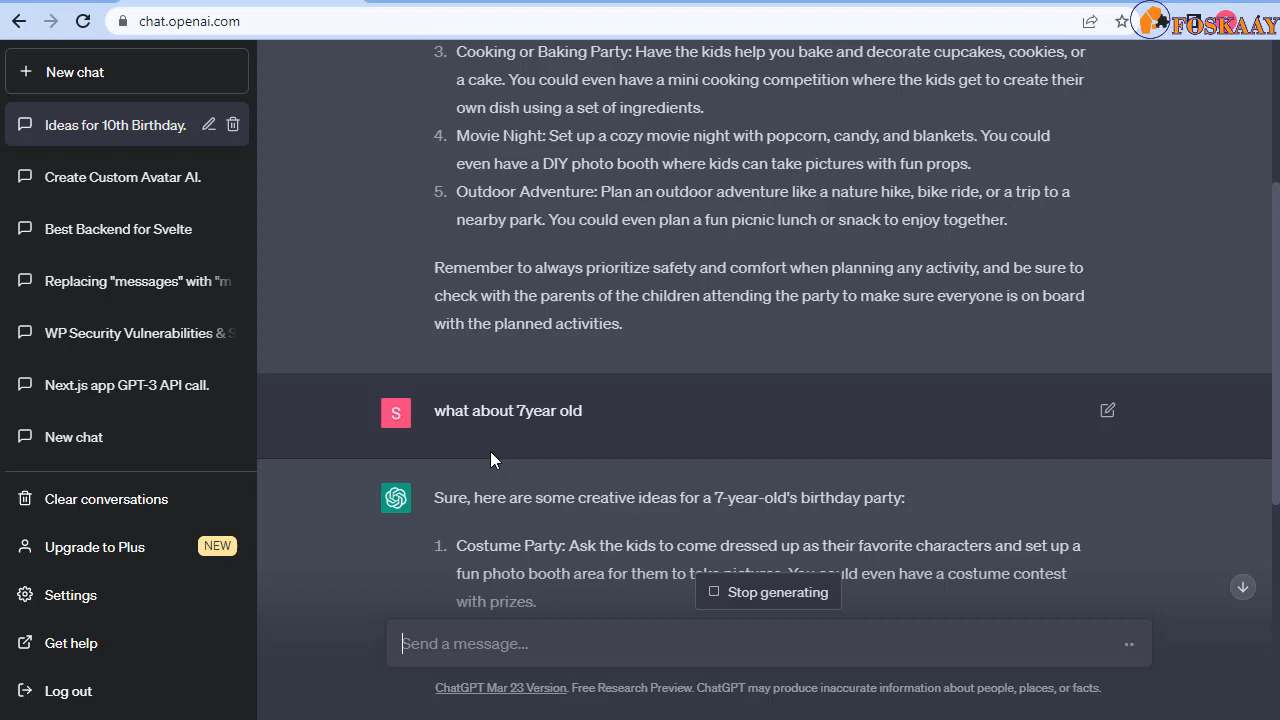 chat.openai.com
FOSKAAY
New chat
Ideas for 10th Birthday.
Create Custom Avatar AI.
Best Backend for Svelte
Replacing "messages" with "m
WP Security Vulnerabilities & S
Next.js app GPT-3 API call.
New chat
Clear conversations
Upgrade to Plus
NEW
Settings
Get help
Log out
3. Cooking or Baking Party: Have the kids help you bake and decorate cupcakes, cookies, or
a cake. You could even have a mini cooking competition where the kids get to create their
own dish using a set of ingredients.
4. Movie Night: Set up a cozy movie night with popcorn, candy, and blankets. You could
even have a DIY photo booth where kids can take pictures with fun props.
5. Outdoor Adventure: Plan an outdoor adventure like a nature hike, bike ride, or a trip to a
nearby park. You could even plan a fun picnic lunch or snack to enjoy together.
Remember to always prioritize safety and comfort when planning any activity, and be sure to
check with the parents of the children attending the party to make sure everyone is on board
with the planned activities.
S
what about 7year old
Sure, here are some creative ideas for a 7-year-old's birthday party:
1. Costume Party: Ask the kids to come dressed up as their favorite characters and set up a
fun photo booth area for them to take pictures. You could even have a costume contest
with prizes.
Stop generating
Send a message...
ChatGPT Mar 23 Version. Free Research Preview. ChatGPT may produce inaccurate information about people, places, or facts.